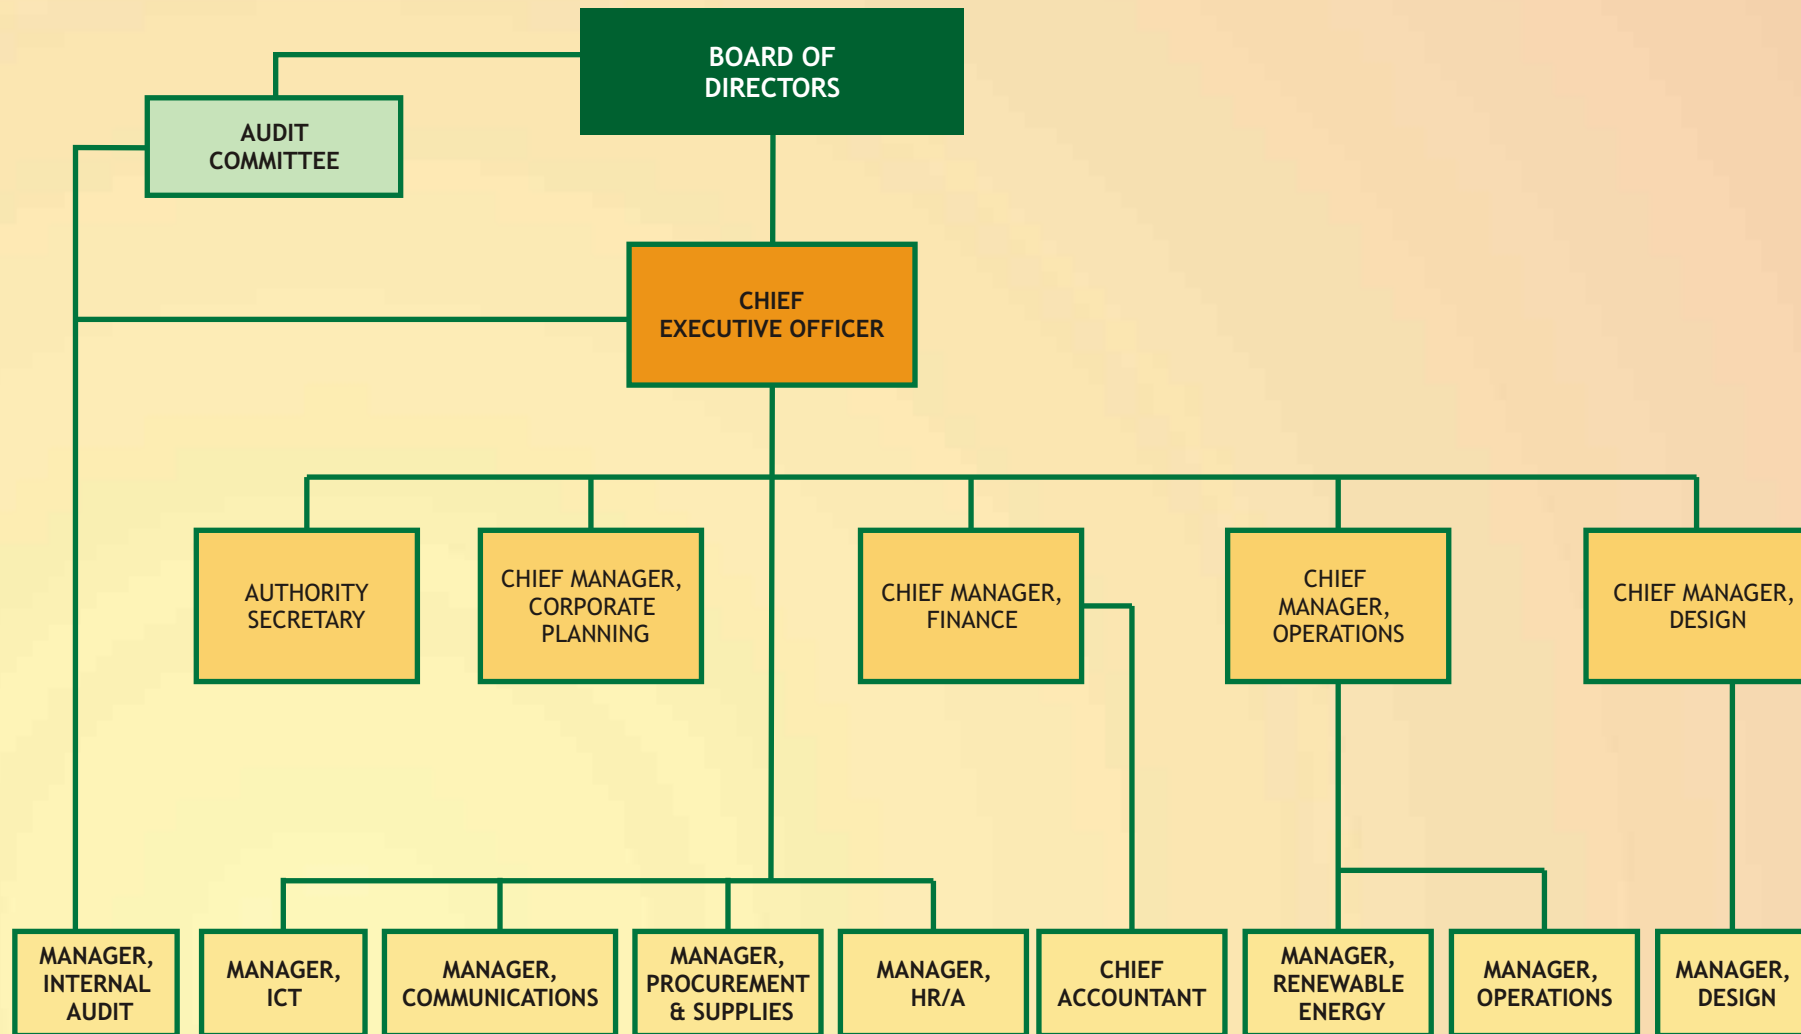 BOARD OF
DIRECTORS
AUDIT
COMMITTEE
CHIEF
EXECUTIVE OFFICER
AUTHORITY
SECRETARY
CHIEF MANAGER,
CORPORATE
PLANNING
CHIEF MANAGER,
FINANCE
CHIEF
MANAGER,
OPERATIONS
CHIEF MANAGER,
DESIGN
MANAGER,
INTERNAL
AUDIT
MANAGER,
ICT
MANAGER,
COMMUNICATIONS
MANAGER,
PROCUREMENT
& SUPPLIES
MANAGER,
HR/A
CHIEF
ACCOUNTANT
MANAGER,
RENEWABLE
ENERGY
MANAGER,
OPERATIONS
MANAGER,
DESIGN